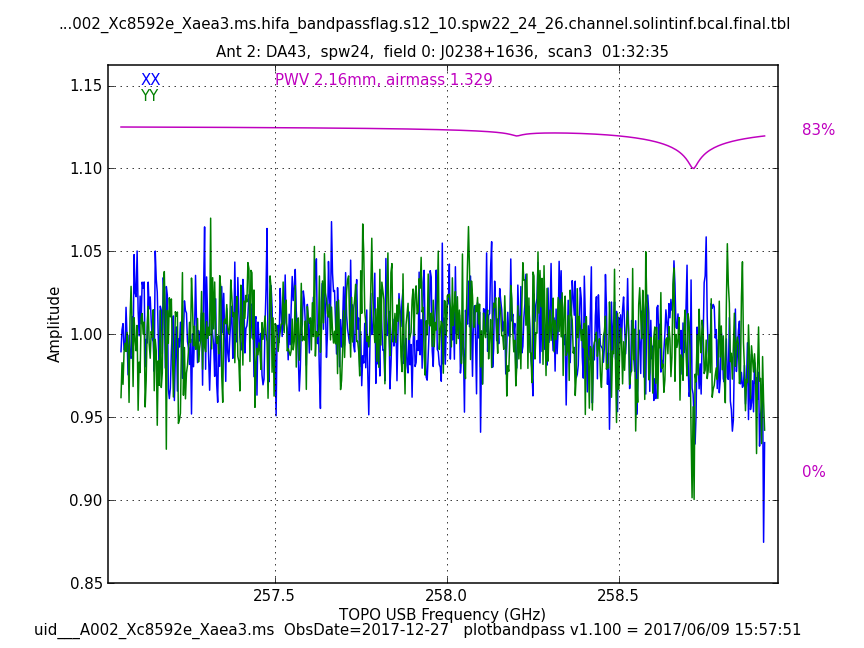 ...002_Xc8592e_Xaea3.ms.hifa_bandpassflag.s12_10.spw22_24_26.channel.solintinf.bcal.final.tbl
Ant 2: DA43, spw24, field 0: J0238+1636, scan3 01:32:35
XX
PWV 2.16mm, airmass 1.329
YY
1.15
1.10
1.05
1.00
0.95
0.90
0.85
Amplitude
83%
0%
257.5 258.0 258.5
TOPO USB Frequency (GHz)
uid___A002_Xc8592e_Xaea3.ms ObsDate=2017-12-27 plotbandpass v1.100 = 2017/06/09 15:57:51